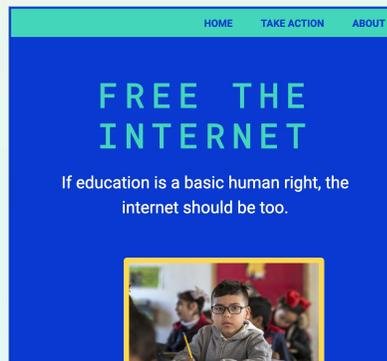 HOME TAKE ACTION ABOUT
FREE THE
INTERNET
If education is a basic human right, the
internet should be too.